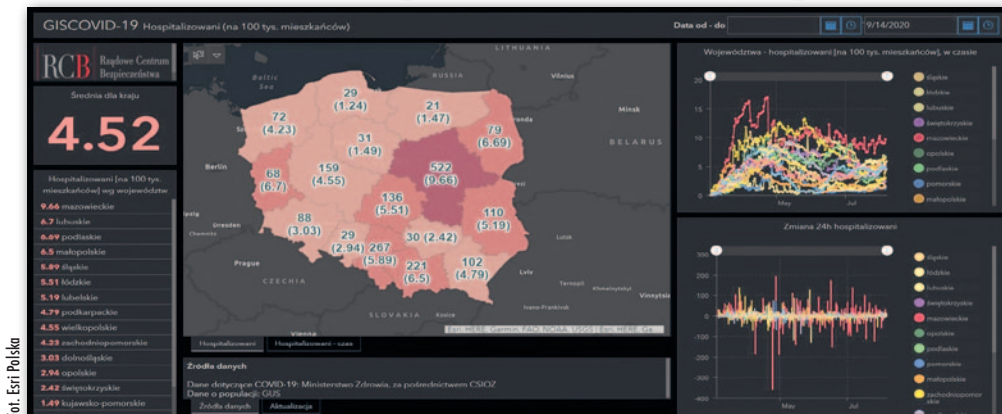 GISCOVID-19 Hospitalizowani (na 100 tys. mieszkańców)
Data od - do
9/14/2020
RCB Rządowe Centrum
Bezpieczeństwa
Średnia dla kraju
4.52
Hospitalizowani [na 100 tys.
mieszkańców] wg województw
9.66 mazowieckie
6.7 lubuskie
6.69 podlaskie
6.5 małopolskie
5.89 śląskie
5.51 łódzkie
5.19 lubelskie
4.79 podkarpackie
4.55 wielkopolskie
4.23 zachodniopomorskie
3.03 dolnośląskie
2.94 opolskie
2.42 świętokrzyskie
1.49 kujawsko-pomorskie
LITHUANIA
Baltic
Sea
RUSSIA
Vilnius
Minsk
BELARUS
Berlin
Dresden
Chemnitz
Prague
CZECHIA
SLOVAKIA
Košice
Vienna
Lutsk
Lviv
Ternopil
Khmelnytskyi
Vinnytsia
Ivano-Frankivsk
29
(1.24)
21
(1.47)
72
(4.23)
79
(6.69)
31
(1.49)
522
(9.66)
159
(4.55)
68
(6.7)
136
(5.51)
110
(5.19)
88
(3.03)
29
(2.94)
267
(5.89)
30 (2.42)
221
(6.5)
102
(4.79)
Esri, HERE, Garmin, FAO, NOAA, USGS | Esri, HERE, Ga...
Hospitalizowani
Hospitalizowani - czas
Źródła danych
Dane dotyczące COVID-19: Ministerstwo Zdrowia, za pośrednictwem CSIOZ
Dane o populacji: GUS
Źródła danych
Aktualizacja
Województwa - hospitalizowani [na 100 tys. mieszkańców], w czasie
20
15
10
5
0
May
Jul
śląskie
łódzkie
lubuskie
świętokrzyskie
mazowieckie
opolskie
podlaskie
pomorskie
małopolskie
Zmiana 24h hospitalizowani
300
200
100
0
-100
-200
-300
-400
May
Jul
śląskie
łódzkie
lubuskie
świętokrzyskie
mazowieckie
opolskie
podlaskie
pomorskie
małopolskie
zachodniopomor
skie
Fot. Esri Polska